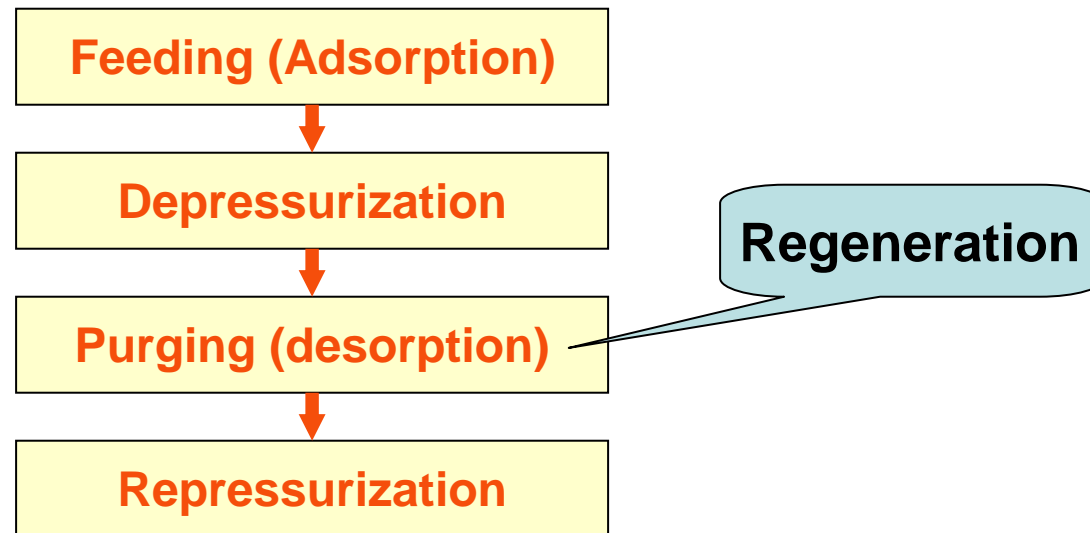 Feeding (Adsorption)
Depressurization
Regeneration
Purging (desorption)
Repressurization